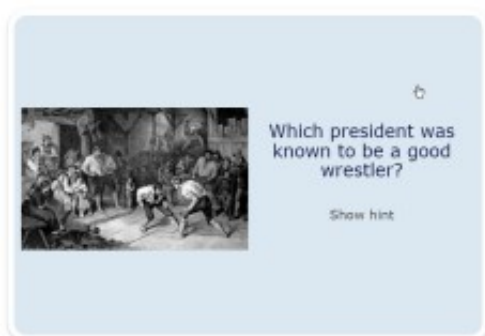 Which president was
known to be a good
wrestler?
Show hint